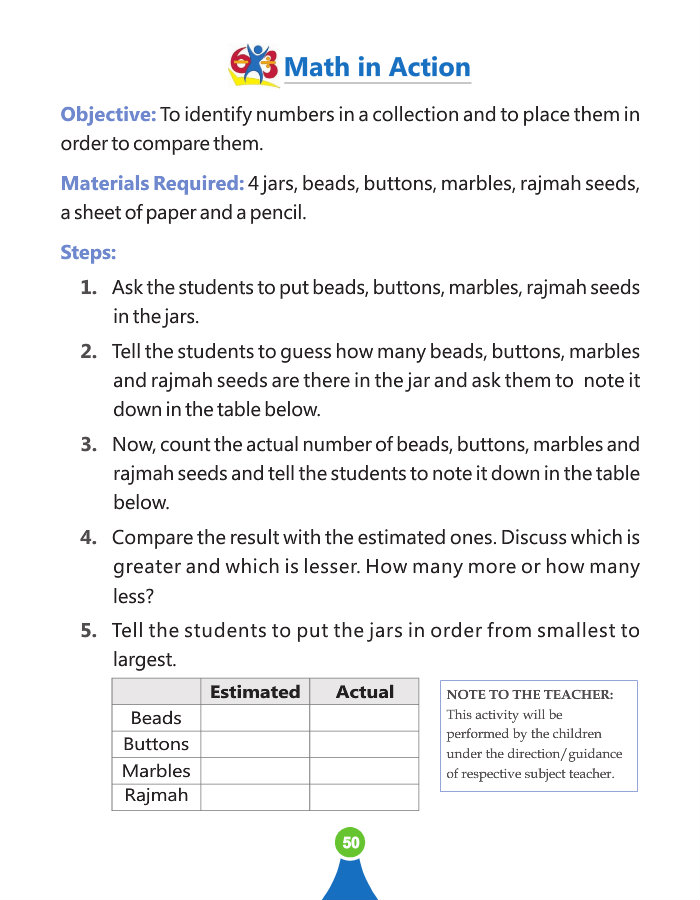 Math in Action
Objective: To identify numbers in a collection and to place them in
order to compare them.
Materials Required: 4 jars, beads, buttons, marbles, rajmah seeds,
a sheet of paper and a pencil.
Steps:
1. Ask the students to put beads, buttons, marbles, rajmah seeds
in the jars.
2. Tell the students to guess how many beads, buttons, marbles
and rajmah seeds are there in the jar and ask them to note it
down in the table below.
3. Now, count the actual number of beads, buttons, marbles and
rajmah seeds and tell the students to note it down in the table
below.
4. Compare the result with the estimated ones. Discuss which is
greater and which is lesser. How many more or how many
less?
5. Tell the students to put the jars in order from smallest to
largest.
Estimated Actual
Beads
Buttons
Marbles
Rajmah
NOTE TO THE TEACHER:
This activity will be
performed by the children
under the direction/guidance
of respective subject teacher.
50